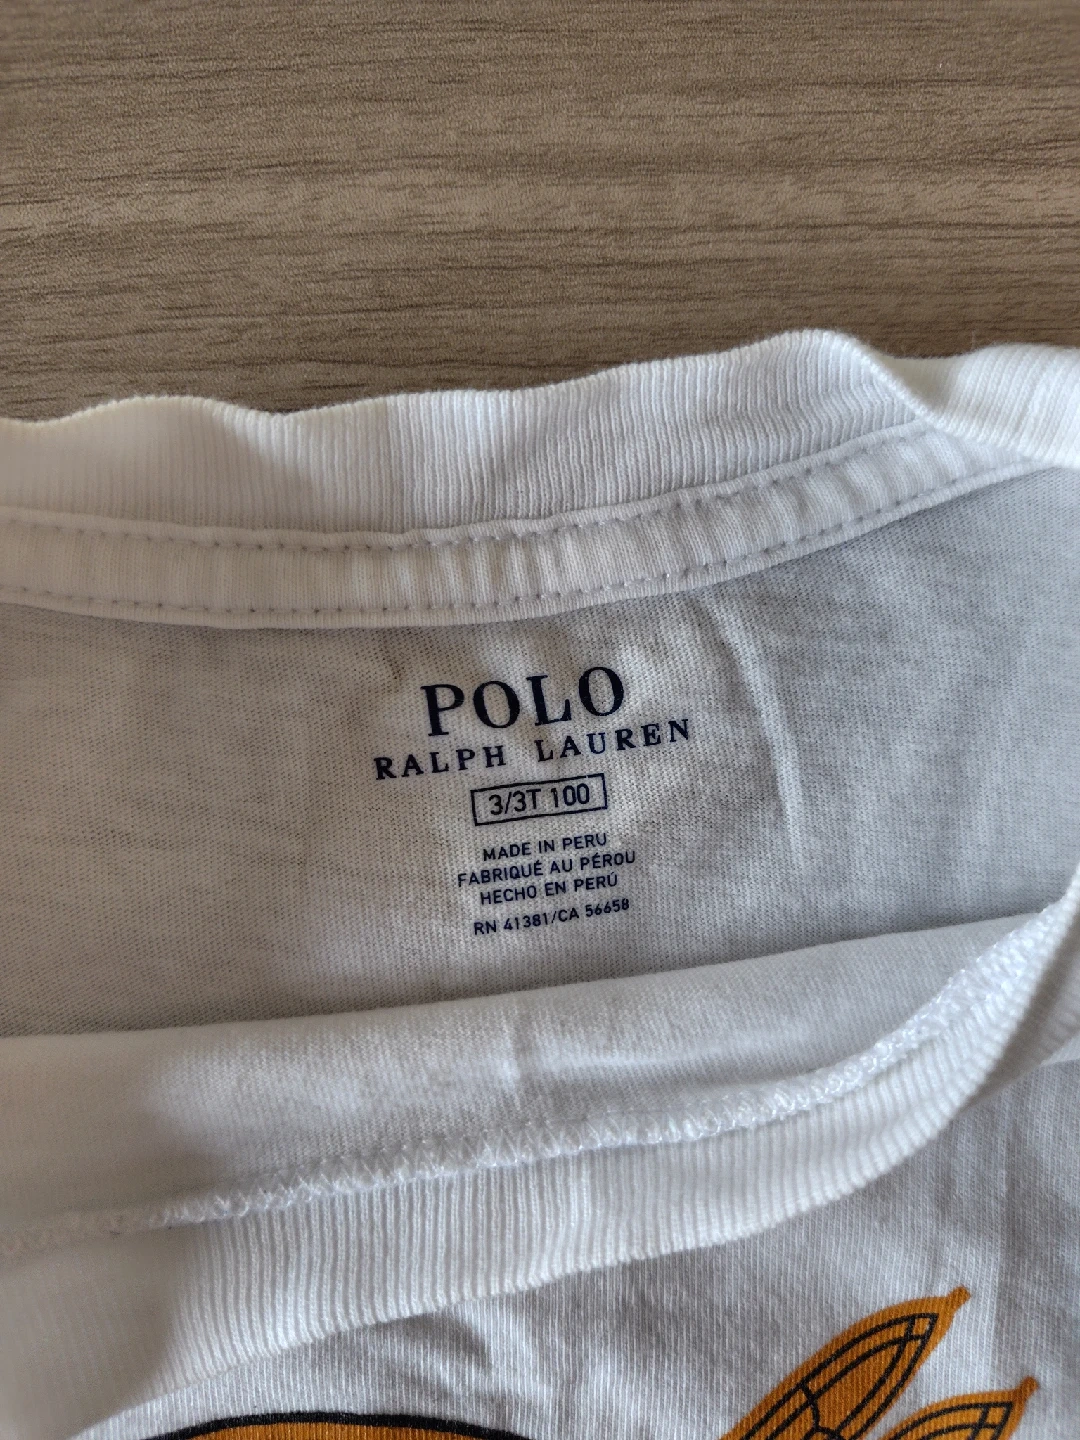 POLO
RALPH LAUREN
3/3T 100
MADE IN PERU
FABRIQUÉ AU PÉROU
HECHO EN PERÚ
RN 41381/CA 56658